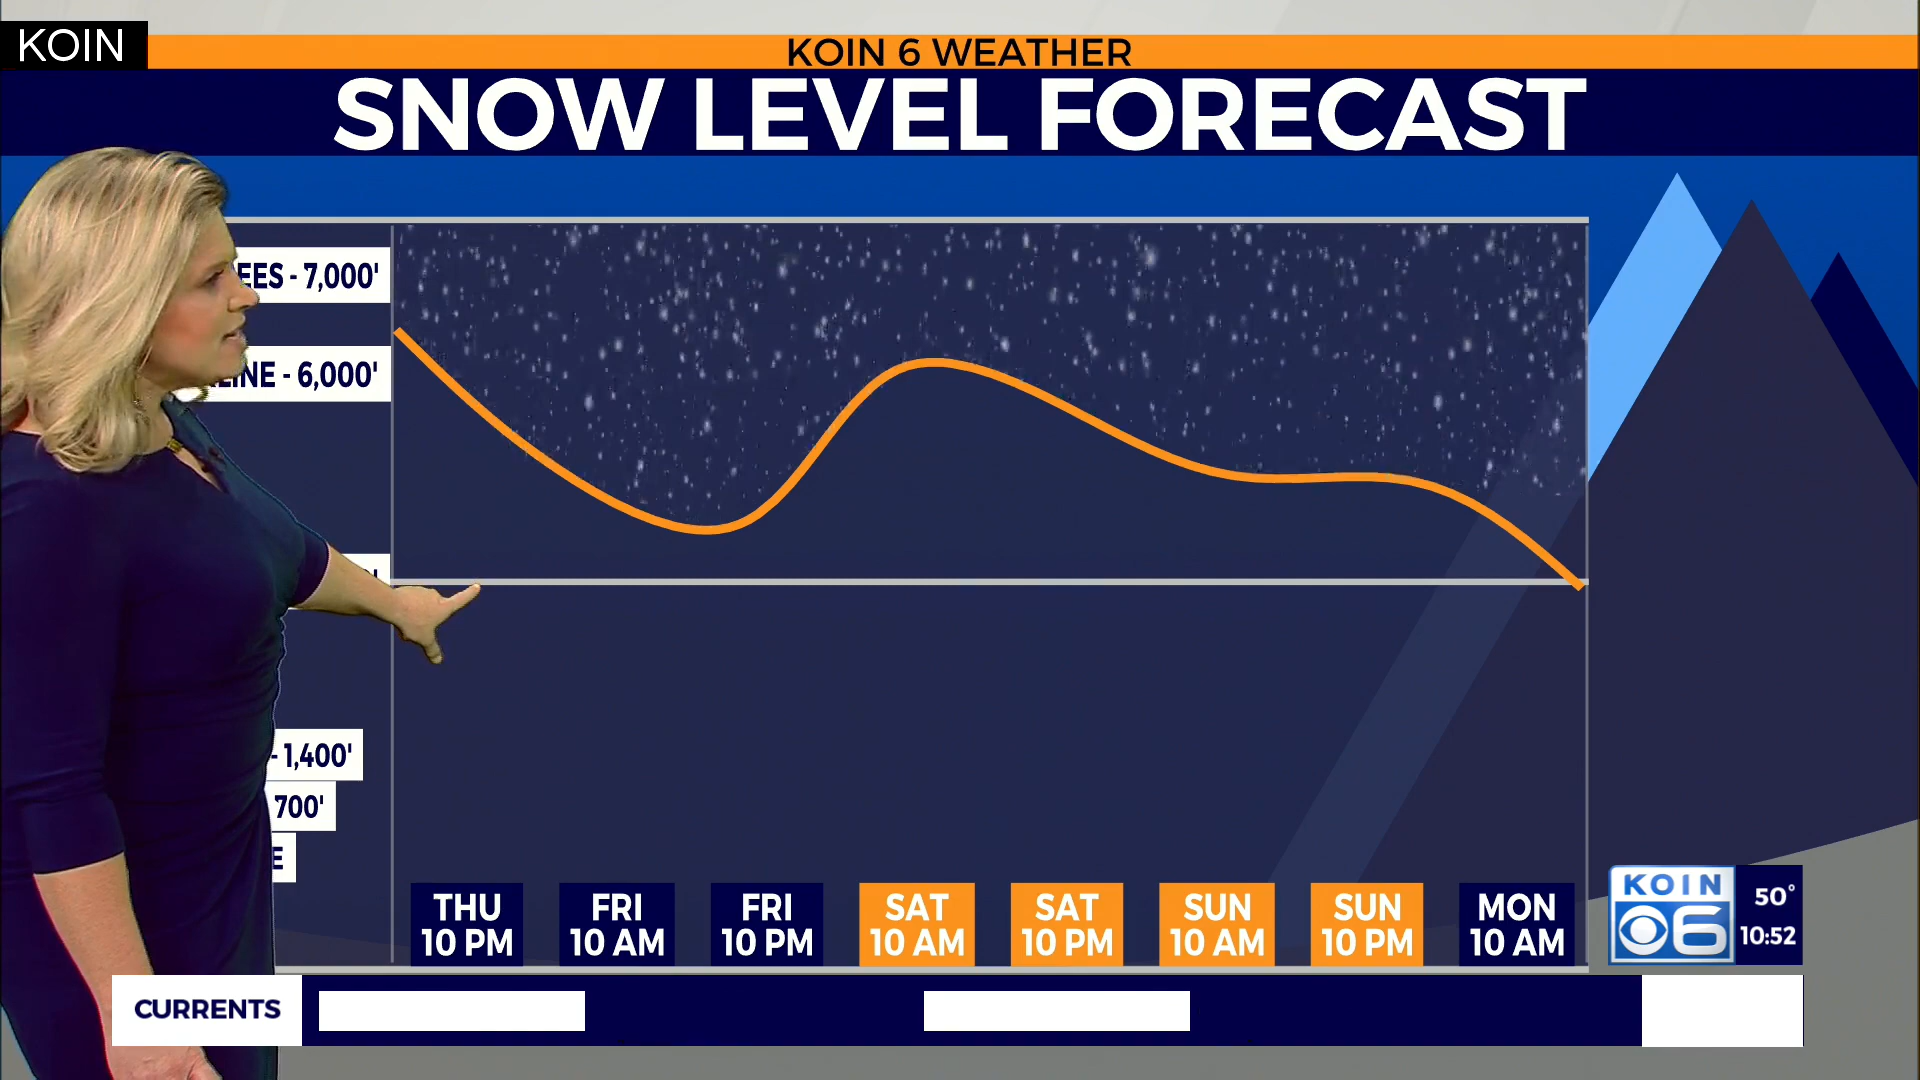 KOIN
KOIN 6 WEATHER
SNOW LEVEL FORECAST
- 7,000'
- 6,000'
- 1,400'
700'
THU
10 PM
FRI
10 AM
FRI
10 PM
SAT
10 AM
SAT
10 PM
SUN
10 AM
SUN
10 PM
MON
10 AM
KOIN
6
50°
10:52
CURRENTS